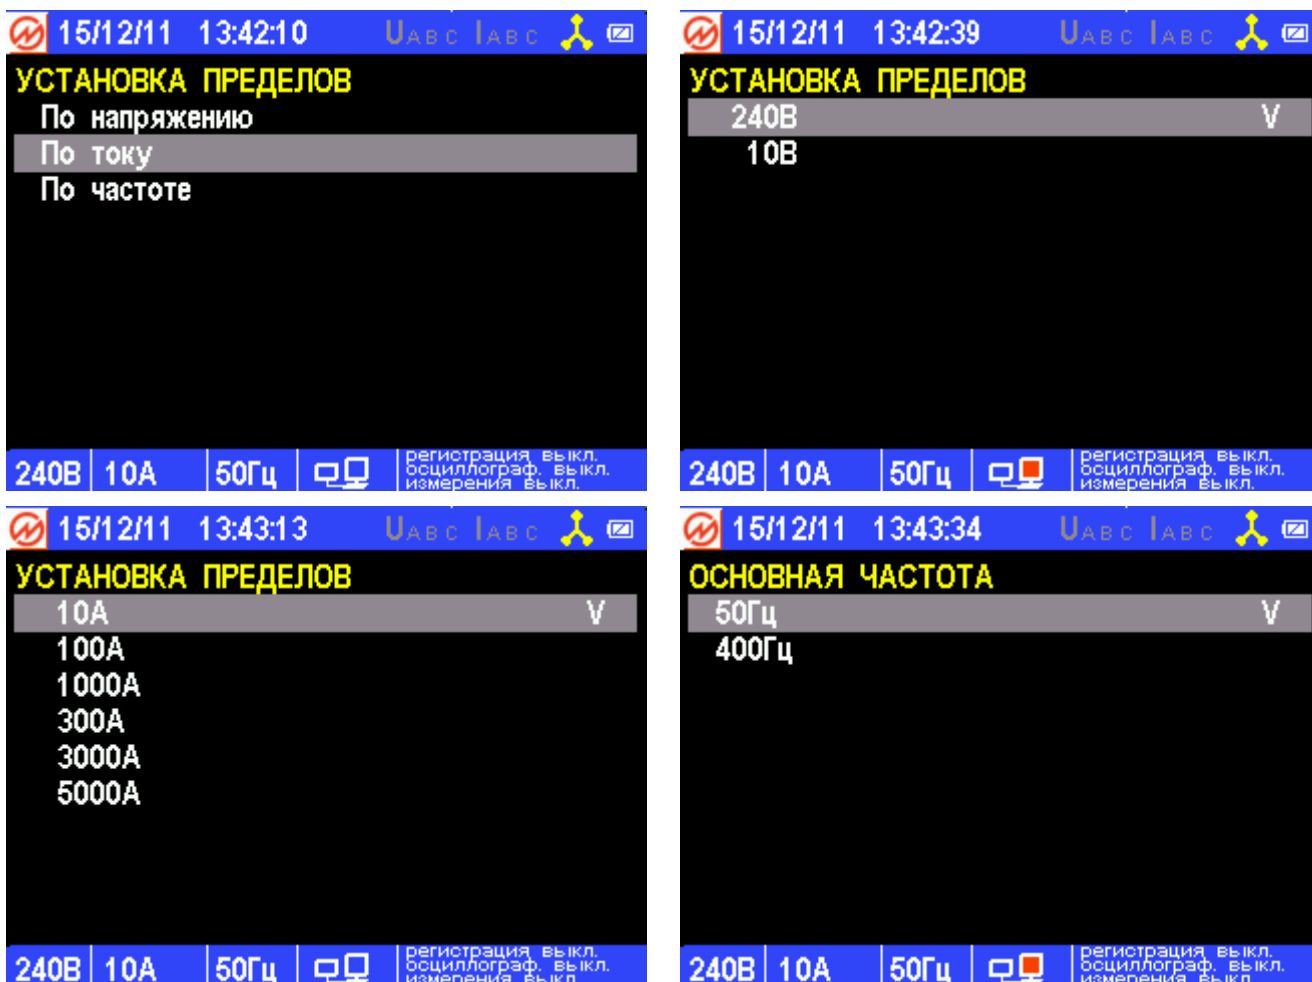 15/12/11 13:42:10 UABC IABC
УСТАНОВКА ПРЕДЕЛОВ
По напряжению
По току
По частоте
240В 10А 50Гц регистрация выкл.
осциллограф. выкл.
измерения выкл.
15/12/11 13:42:39 UABC IABC
УСТАНОВКА ПРЕДЕЛОВ
240В V
10В
240В 10А 50Гц регистрация выкл.
осциллограф. выкл.
измерения выкл.
15/12/11 13:43:13 UABC IABC
УСТАНОВКА ПРЕДЕЛОВ
10А V
100А
1000А
300А
3000А
5000А
240В 10А 50Гц регистрация выкл.
осциллограф. выкл.
измерения выкл
15/12/11 13:43:34 UABC IABC
ОСНОВНАЯ ЧАСТОТА
50Гц V
400Гц
240В 10А 50Гц регистрация выкл.
осциллограф. выкл.
измерения выкл